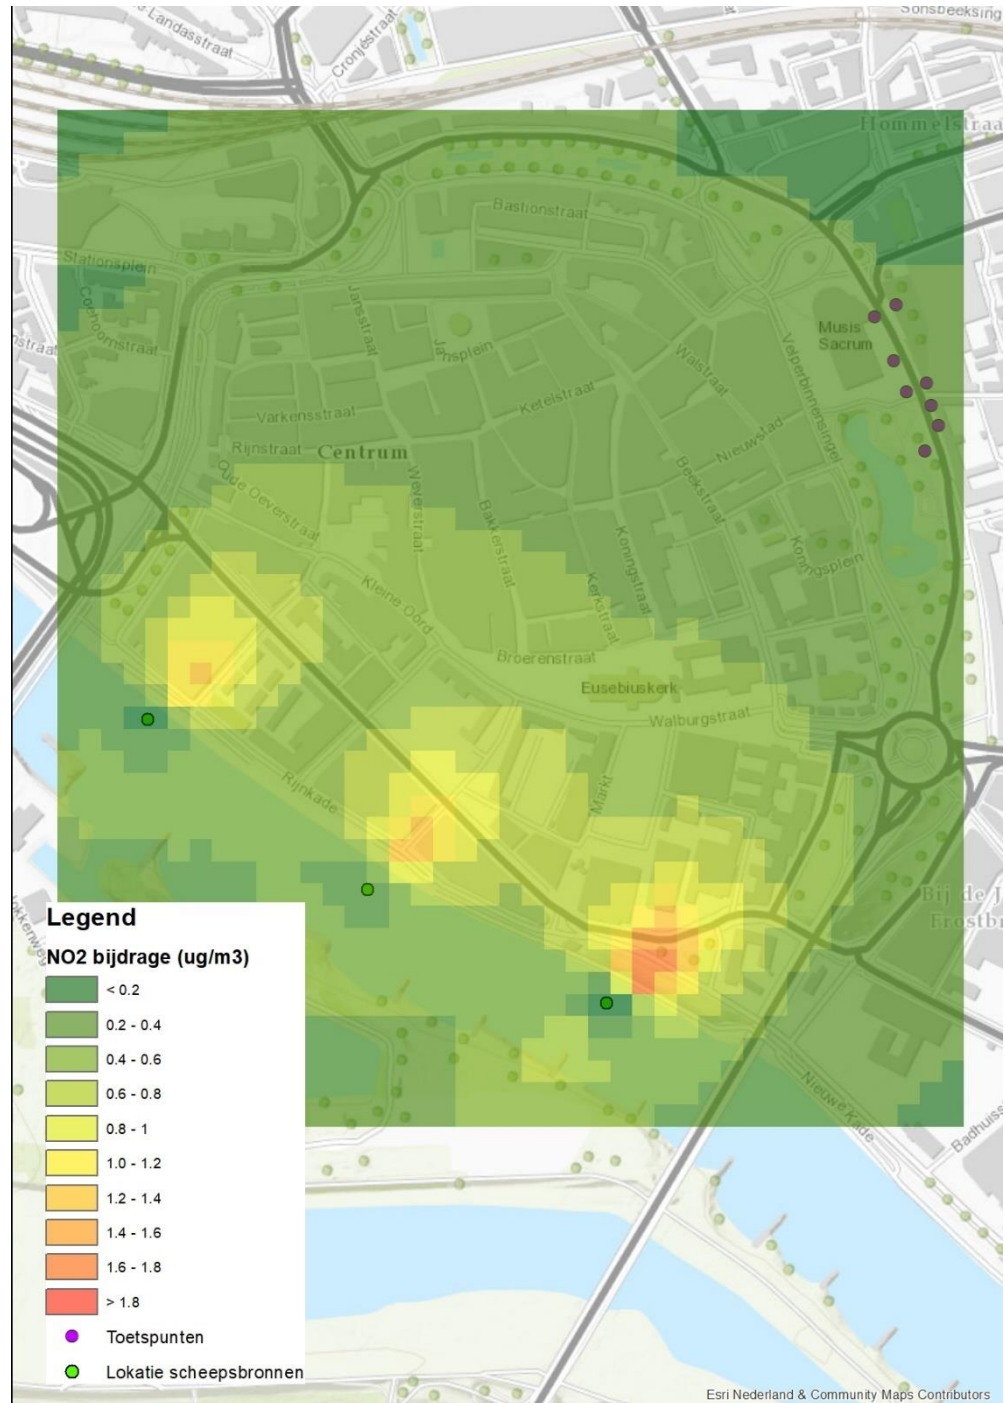 Sonsbeeksing
de Landasstraat
Cronjéstraat
Hommelstraa
Bastionstraat
Stationsplein
Coehoornstraat
nstraat
Jansstraat
Jansplein
Musis
Sacrum
Walstraat
Velperbinnensingel
Ketelstraat
Varkensstraat
Rijnstraat
Centrum
Nieuwstad
Oude Oeverstraat
Weverstraat
Bakkerstraat
Beekstraat
Koningstraat
Koningsplein
Kleine Oord
Kerkstraat
Broerenstraat
Eusebiuskerk
Walburgstraat
Rijnkade
Markt
Bij de J
Frostbr
Nieuwe Kade
Badhuiss
Legend
NO2 bijdrage (ug/m3)
< 0.2
0.2 - 0.4
0.4 - 0.6
0.6 - 0.8
0.8 - 1
1.0 - 1.2
1.2 - 1.4
1.4 - 1.6
1.6 - 1.8
> 1.8
Toetspunten
Lokatie scheepsbronnen
Esri Nederland & Community Maps Contributors